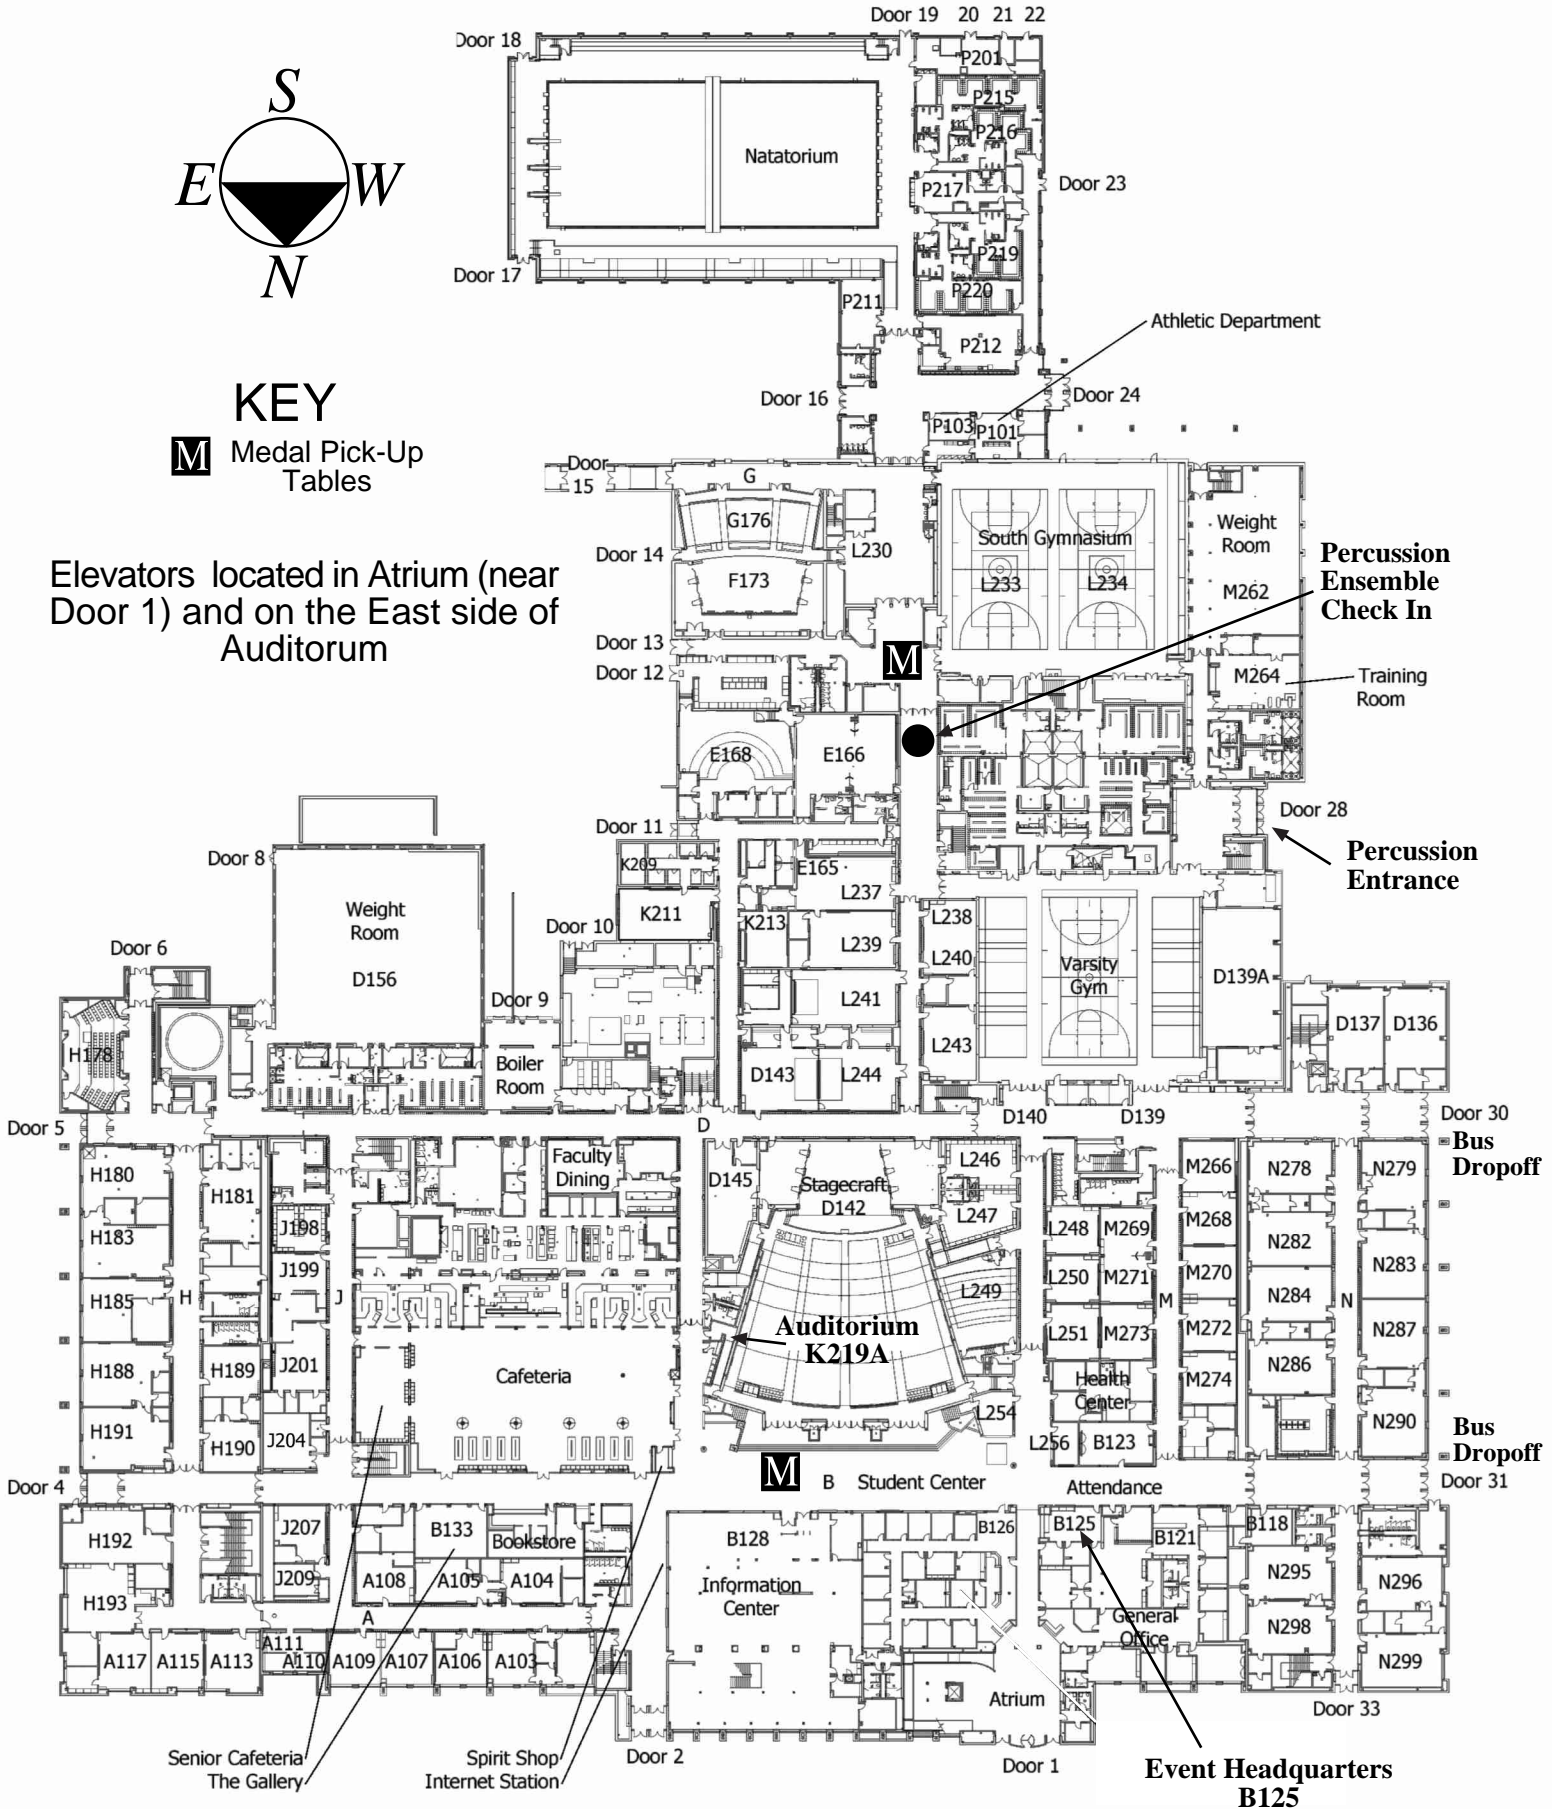 Door 19 20 21 22
Door 18
P201
S
P215
P216
Natatorium
E W
P217
Door 23
P219
N
Door 17
P220
P211
Athletic Department
P212
KEY
Door 16
Door 24
M Medal Pick-Up
Tables
P103
P101
Door
15
G
G176
South Gymnasium
Weight
Room
L230
Door 14
Percussion
Ensemble
Check In
Elevators located in Atrium (near
Door 1) and on the East side of
Auditorum
F173
L233
L234
M262
Door 13
M
Door 12
M264
Training
Room
E168
E166
Door 28
Door 11
Percussion
Entrance
Door 8
K209
E165
L237
Weight
Room
K211
K213
L238
Door 10
L239
L240
Door 6
Varsity
Gym
D156
D139A
Door 9
L241
D137
D136
H178
Boiler
Room
L243
D143
L244
D
D140
D139
Door 30
Door 5
Bus
Dropoff
Faculty
Dining
H180
D145
L246
M266
N278
N279
Stagecraft
D142
H181
J198
L247
L248
M269
M268
H183
N282
N283
J199
L250
M271
M270
H185
H
J
L249
M
N284
N
Auditorium
K219A
L251
M273
M272
N287
H188
H189
J201
Cafeteria
N286
Health
Center
M274
L254
H191
H190
J204
L256
B123
N290
Bus
Dropoff
M
B Student Center
Attendance
Door 4
Door 31
H192
J207
B133
Bookstore
B128
B126
B125
B121
B118
J209
A108
A105
A104
Information
Center
N295
N296
H193
A
General
Office
N298
A111
A117
A115
A113
A110
A109
A107
A106
A103
N299
Atrium
Door 33
Senior Cafeteria
The Gallery
Spirit Shop
Internet Station
Door 2
Door 1
Event Headquarters
B125